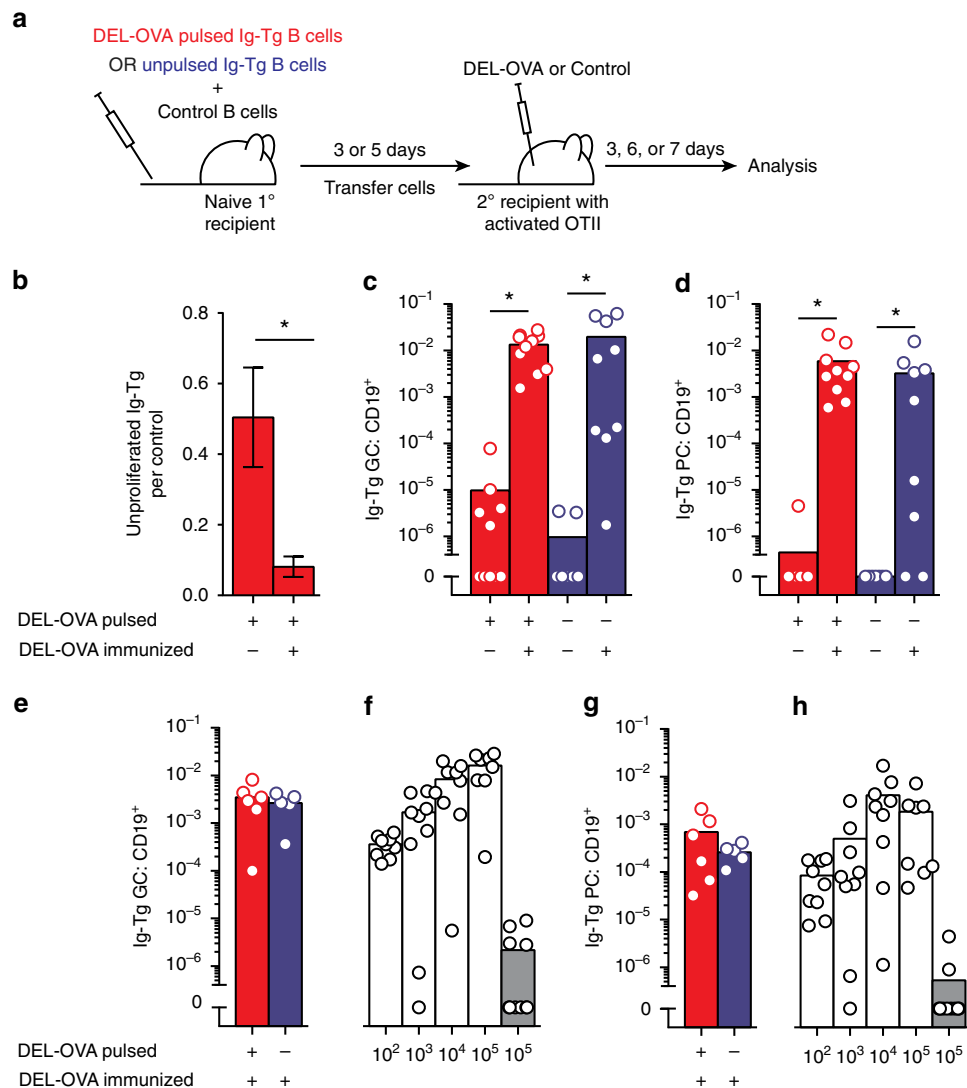 a
DEL-OVA pulsed Ig-Tg B cells
OR unpulsed Ig-Tg B cells
+
Control B cells
Naive 1°
recipient
3 or 5 days
Transfer cells
DEL-OVA or Control
2° recipient with
activated OTII
3, 6, or 7 days
Analysis
b
Unproliferated Ig-Tg
per control
0.8
0.6
0.4
0.2
0.0
*
c
Ig-Tg GC: CD19⁺
10⁻¹
10⁻²
10⁻³
10⁻⁴
10⁻⁵
10⁻⁶
0
* *
d
Ig-Tg PC: CD19⁺
10⁻¹
10⁻²
10⁻³
10⁻⁴
10⁻⁵
10⁻⁶
0
* *
DEL-OVA pulsed + + + + − − + + − −
DEL-OVA immunized − + − + − + − + − +
e
Ig-Tg GC: CD19⁺
10⁻¹
10⁻²
10⁻³
10⁻⁴
10⁻⁵
10⁻⁶
0
f
10² 10³ 10⁴ 10⁵ 10⁵
g
Ig-Tg PC: CD19⁺
10⁻¹
10⁻²
10⁻³
10⁻⁴
10⁻⁵
10⁻⁶
0
h
10² 10³ 10⁴ 10⁵ 10⁵
DEL-OVA pulsed + − + −
DEL-OVA immunized + + + +